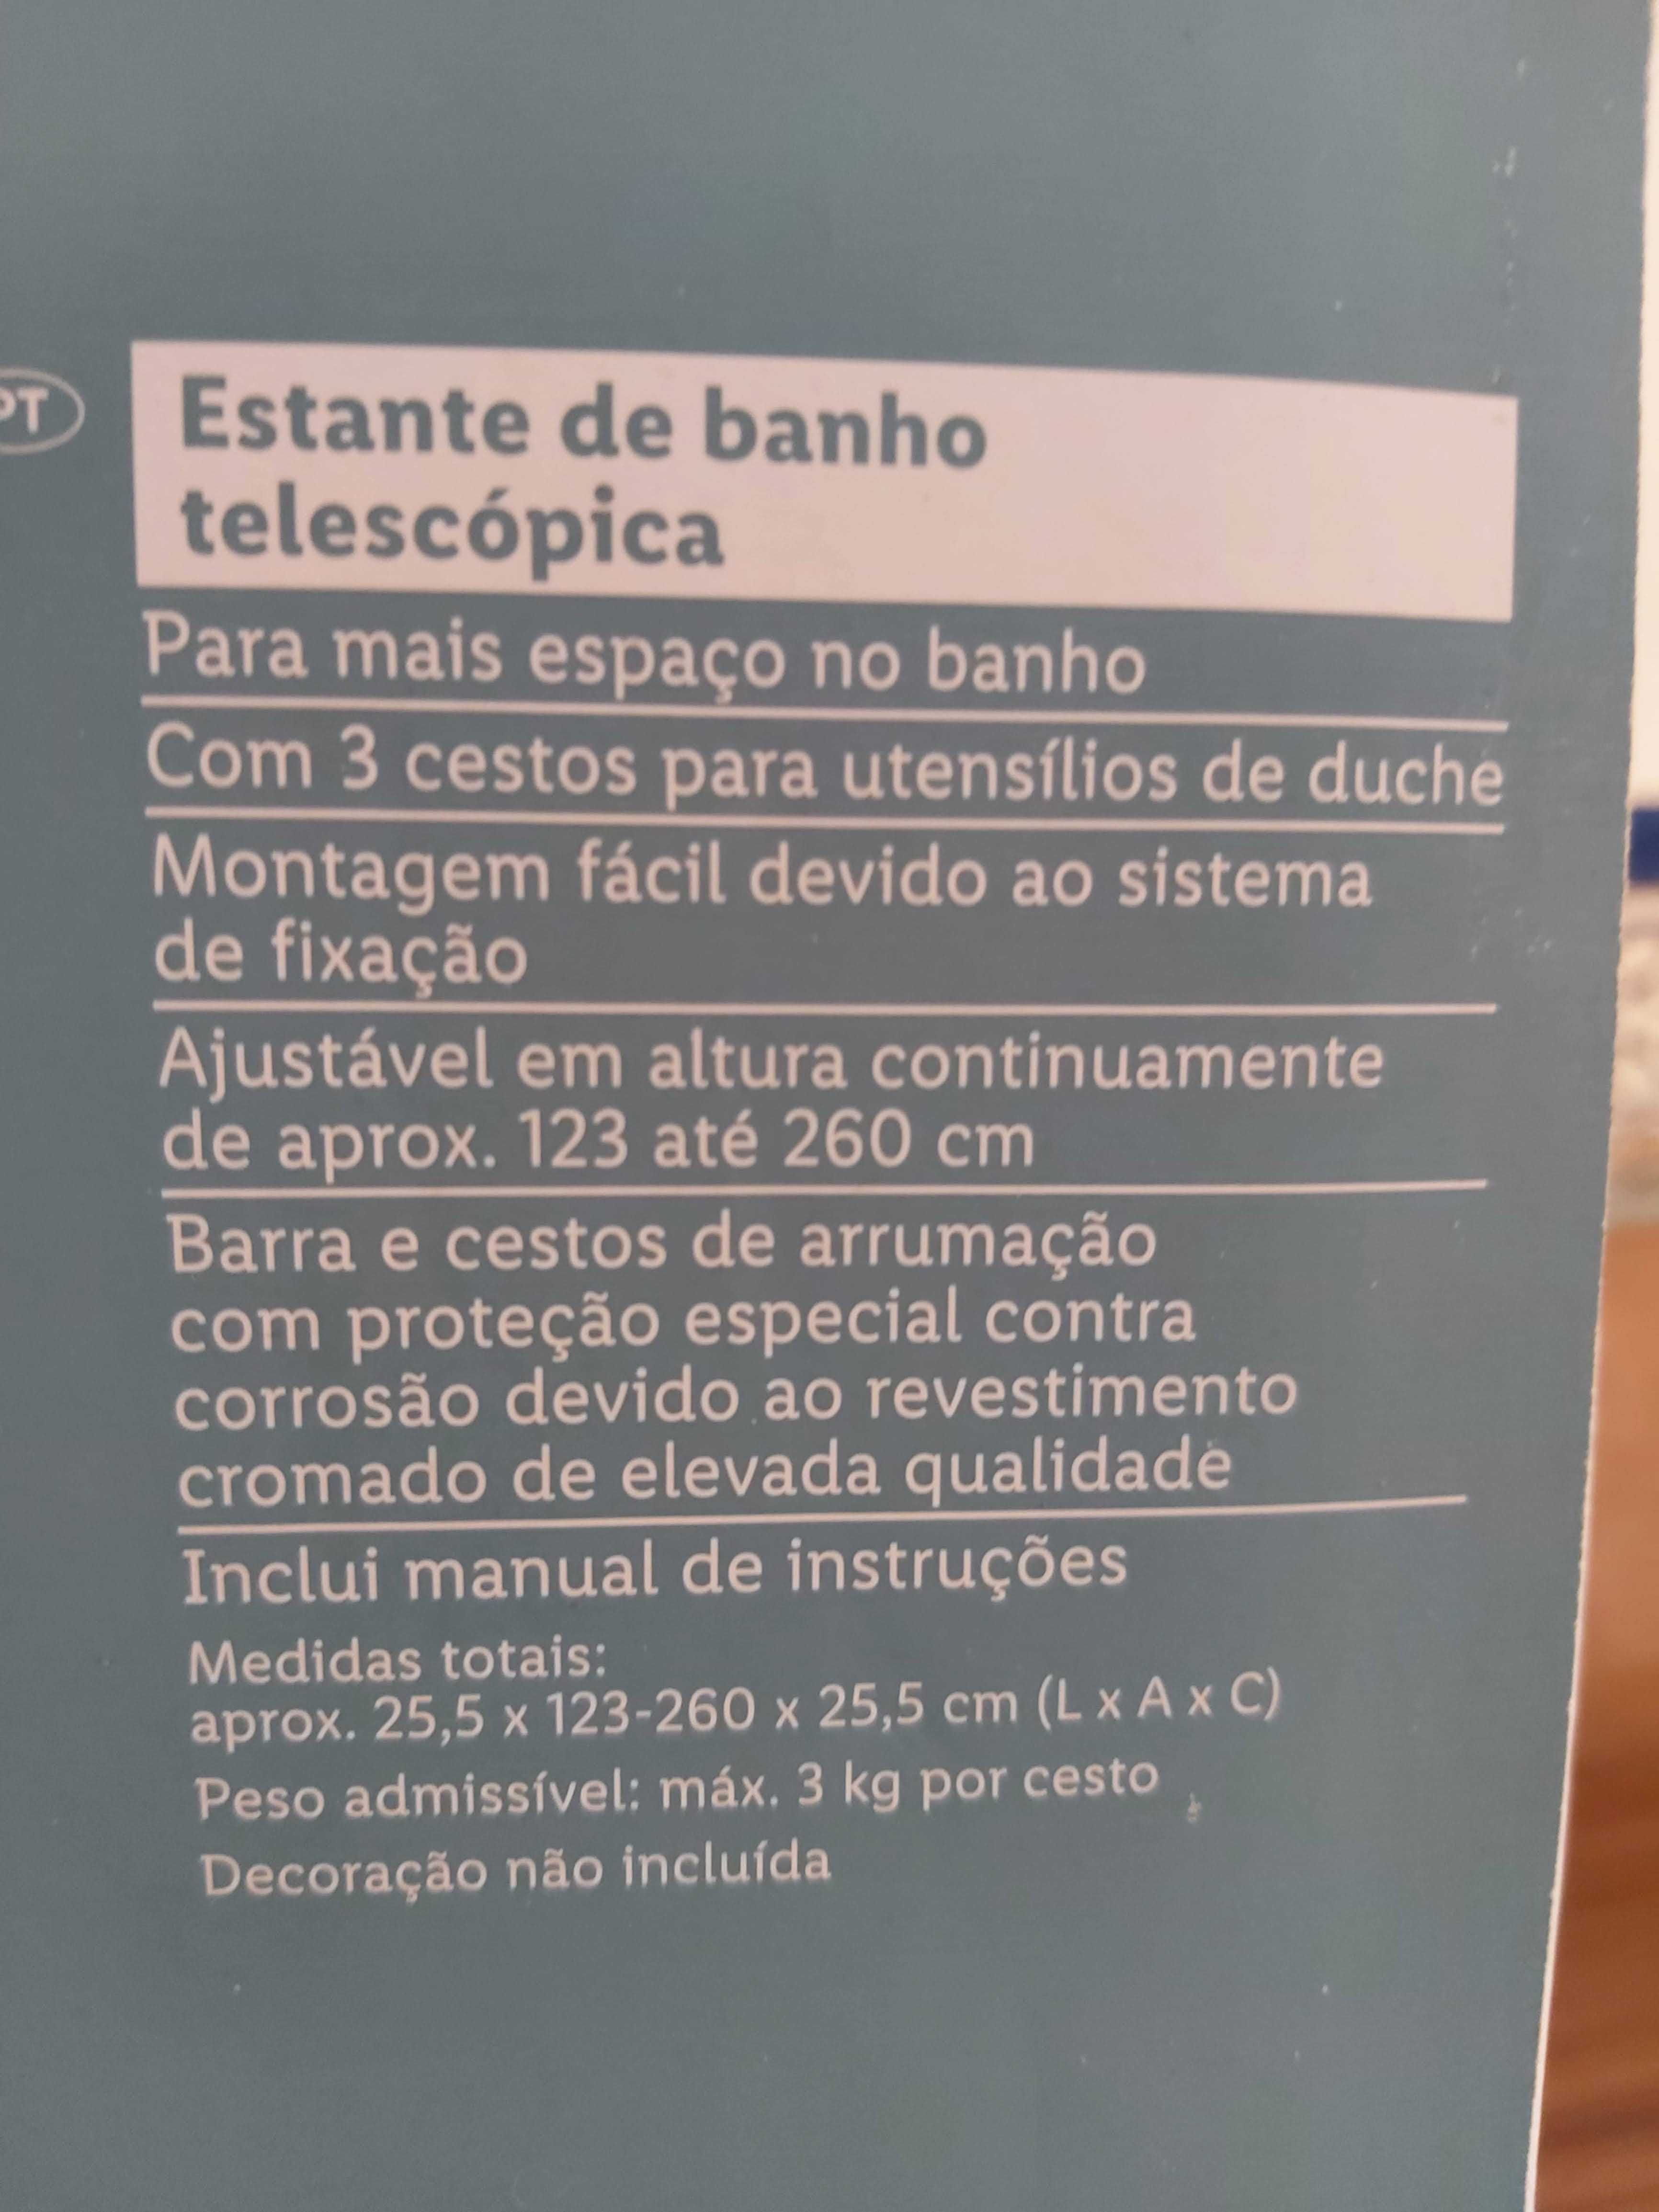 PT
Estante de banho
telescópica
Para mais espaço no banho
Com 3 cestos para utensílios de duche
Montagem fácil devido ao sistema
de fixação
Ajustável em altura continuamente
de aprox. 123 até 260 cm
Barra e cestos de arrumação
com proteção especial contra
corrosão devido ao revestimento
cromado de elevada qualidade
Inclui manual de instruções
Medidas totais:
aprox. 25,5 x 123-260 x 25,5 cm (L x A x C)
Peso admissível: máx. 3 kg por cesto
Decoração não incluída